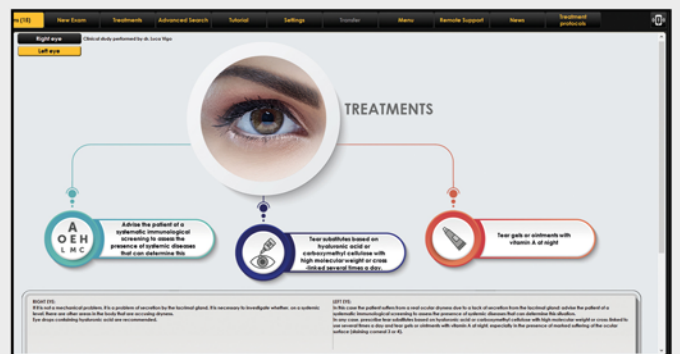 (18) New Exam Treatments Advanced Search Tutorial Settings Transfer Menu Remote Support News Treatment protocols
Right eye Clinical study performed by dr. Luca Vigo
Left eye
TREATMENTS
A
O E H
L M C
Advise the patient of a
systematic immunological
screening to assess the
presence of systemic diseases
that can determine this
Tear substitutes based on
hyaluronic acid or
carboxymethyl cellulose with
high molecular weight or cross
-linked several times a day.
Tear gels or ointments with
vitamin A at night
RIGHT EYE:
If it is not a mechanical problem, it is a problem of secretion by the lacrimal gland, it is necessary to investigate whether, on a systemic
level, there are other areas in the body that are accusing dryness.
Eye drops containing hyaluronic acid are recommended.
LEFT EYE:
In this case the patient suffers from a real ocular dryness due to a lack of secretion from the lacrimal gland: advise the patient of a
systematic immunological screening to assess the presence of systemic diseases that can determine this situation.
In any case, prescribe tear substitutes based on hyaluronic acid or carboxymethyl cellulose with high molecular weight or cross-linked to
use several times a day and tear gels or ointments with vitamin A at night, especially in the presence of marked suffering of the ocular
surface (staining corneal 3 or 4).